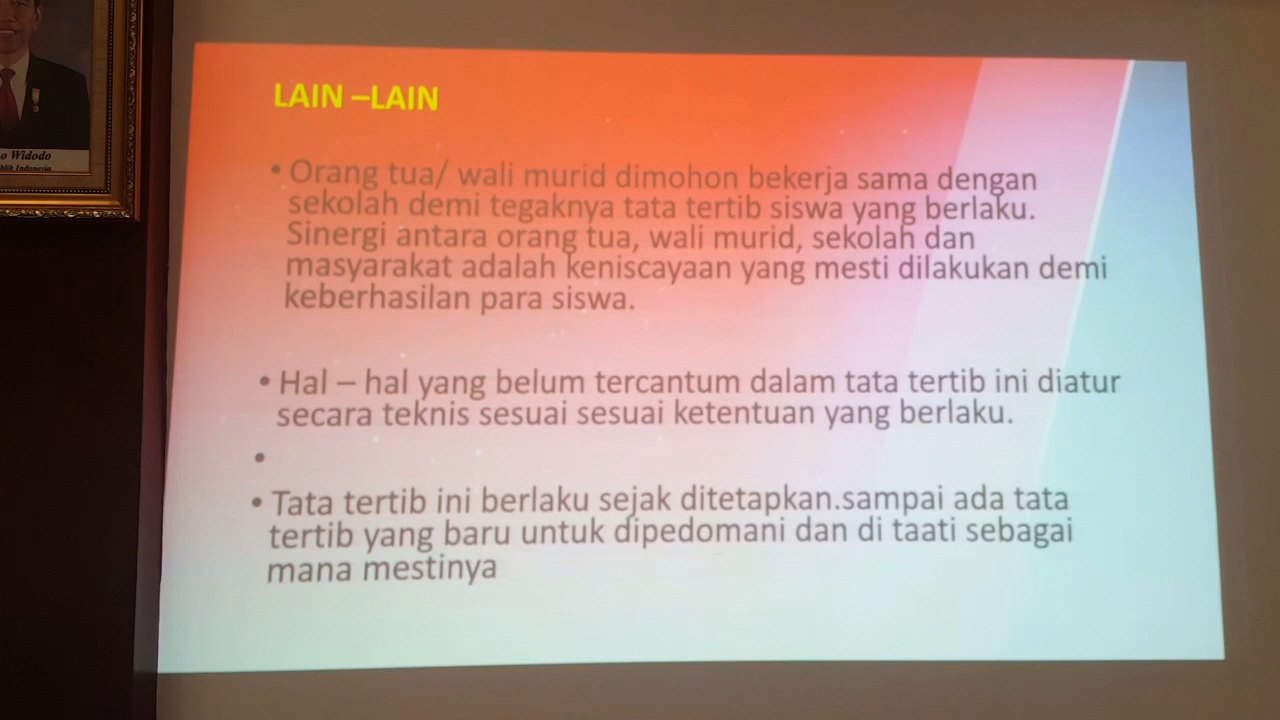 LAIN –LAIN
• Orang tua/ wali murid dimohon bekerja sama dengan
sekolah demi tegaknya tata tertib siswa yang berlaku.
Sinergi antara orang tua, wali murid, sekolah dan
masyarakat adalah keniscayaan yang mesti dilakukan demi
keberhasilan para siswa.
• Hal – hal yang belum tercantum dalam tata tertib ini diatur
secara teknis sesuai sesuai ketentuan yang berlaku.
•
• Tata tertib ini berlaku sejak ditetapkan.sampai ada tata
tertib yang baru untuk dipedomani dan di taati sebagai
mana mestinya
o Widodo
blik Indonesia